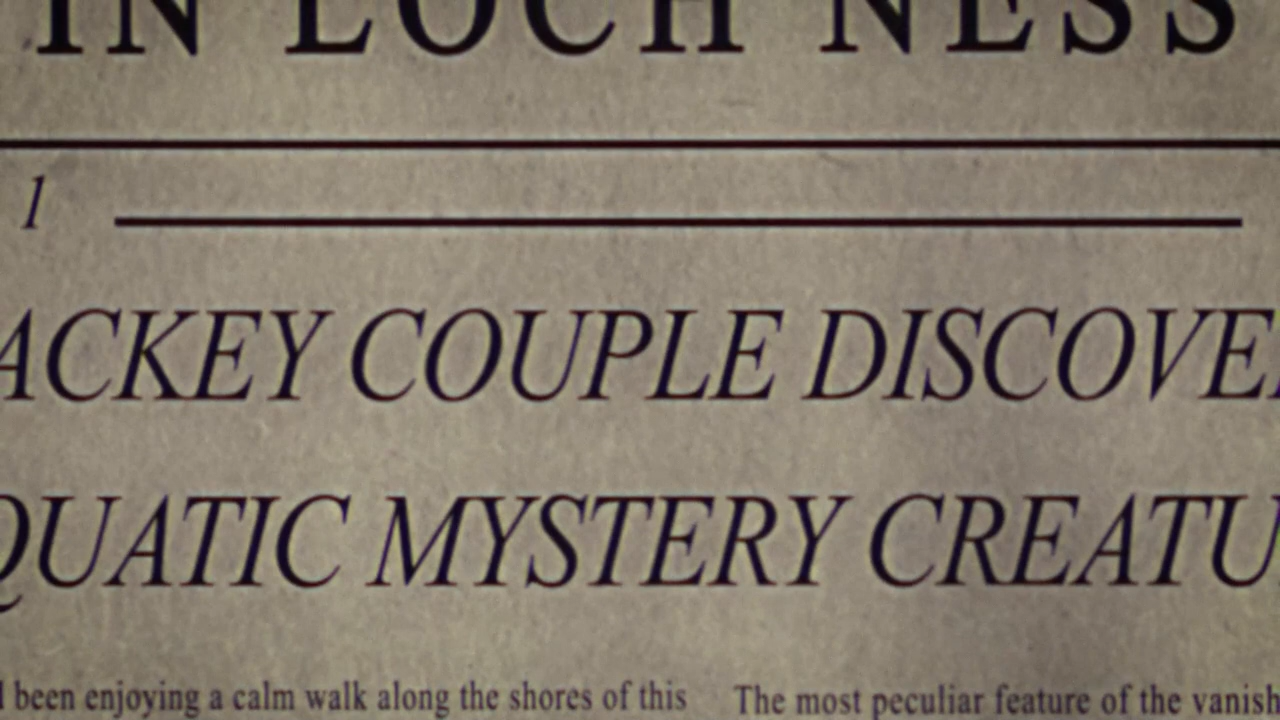 IN LOCH NESS
1
ACKEY COUPLE DISCOVE
QUATIC MYSTERY CREATU
been enjoying a calm walk along the shores of this
The most peculiar feature of the vanish